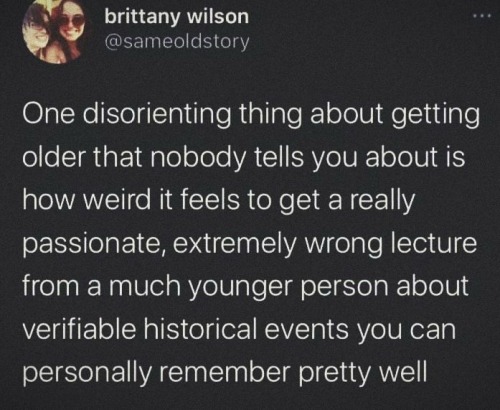 brittany wilson
@sameoldstory
One disorienting thing about getting
older that nobody tells you about is
how weird it feels to get a really
passionate, extremely wrong lecture
from a much younger person about
verifiable historical events you can
personally remember pretty well